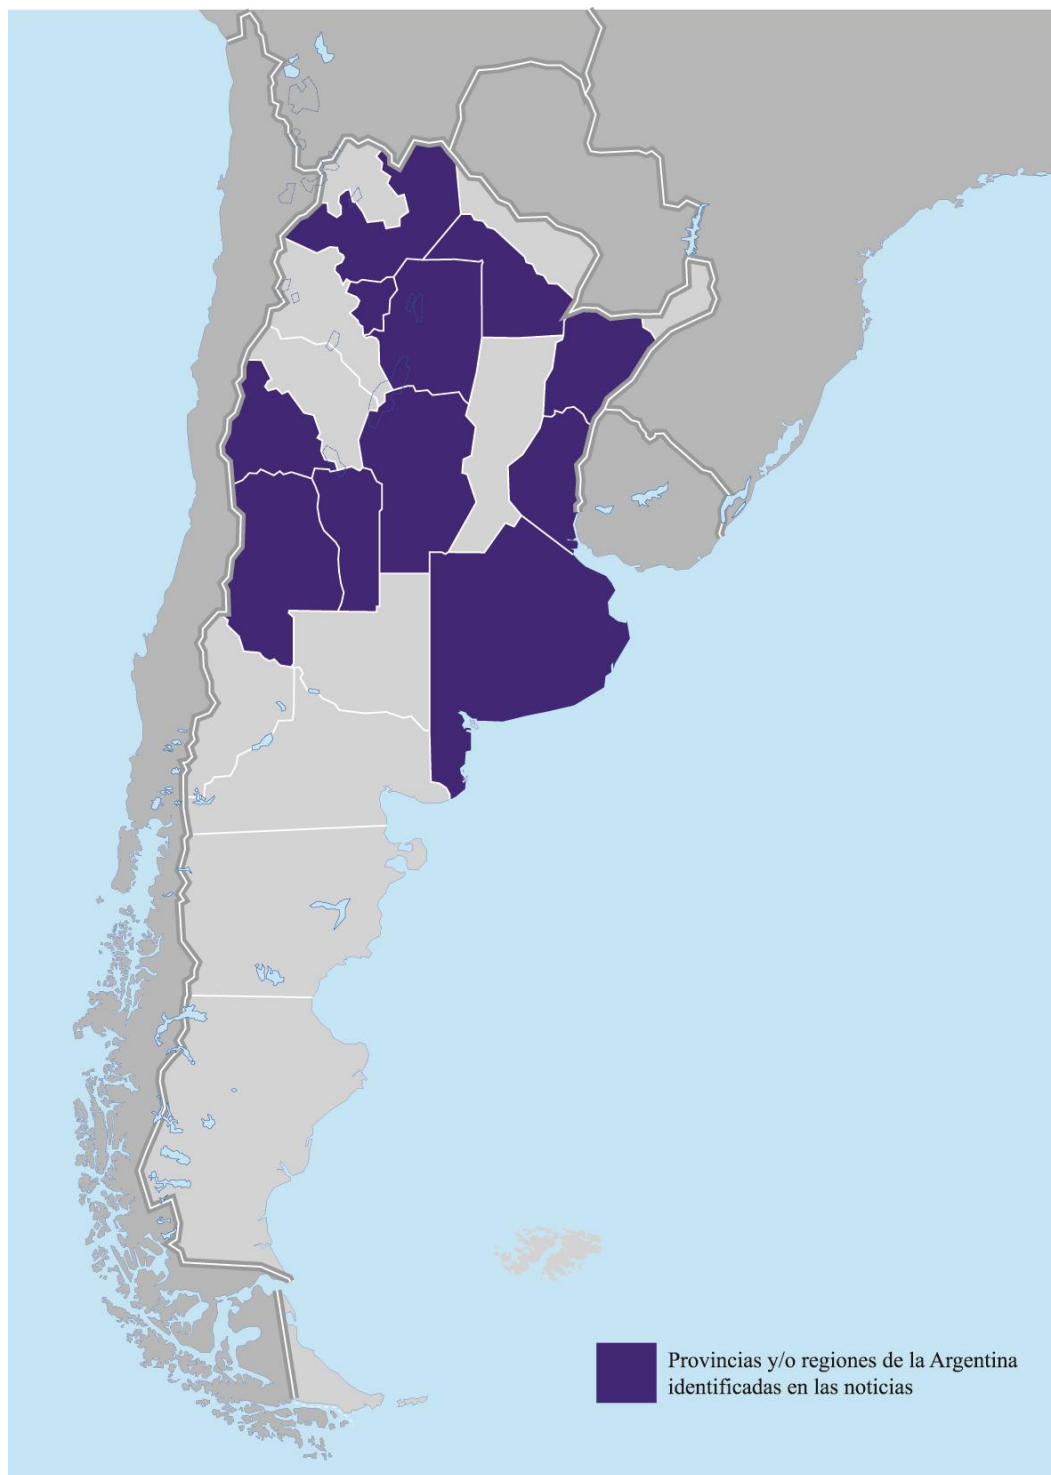 Provincias y/o regiones de la Argentina
identificadas en las noticias